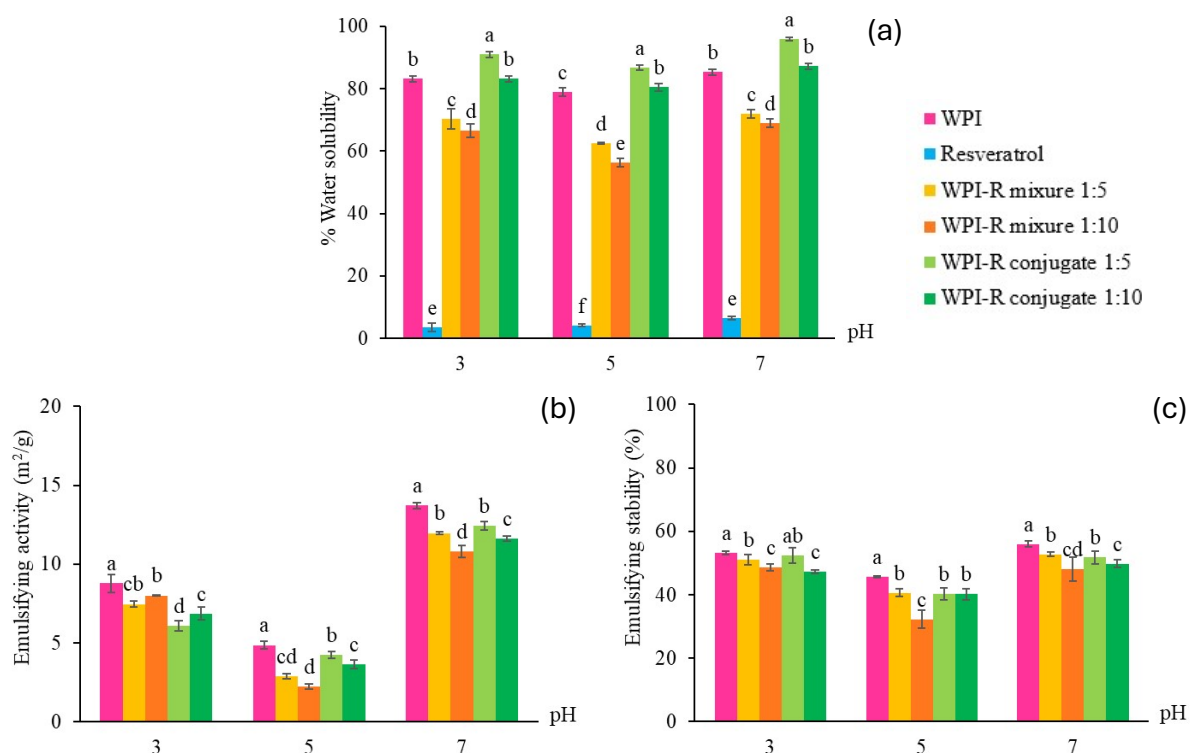 (a)
% Water solubility
100
80
60
40
20
0
b e c d a b
c f d e a b
b e c d a b
3 5 7
pH
WPI
Resveratrol
WPI-R mixure 1:5
WPI-R mixure 1:10
WPI-R conjugate 1:5
WPI-R conjugate 1:10
(b)
Emulsifying activity (m²/g)
20
15
10
5
0
a cb b d c
a cd d b c
a b d b c
3 5 7
pH
(c)
Emulsifying stability (%)
100
80
60
40
20
0
a b c ab c
a b c b b
a b cd b c
3 5 7
pH